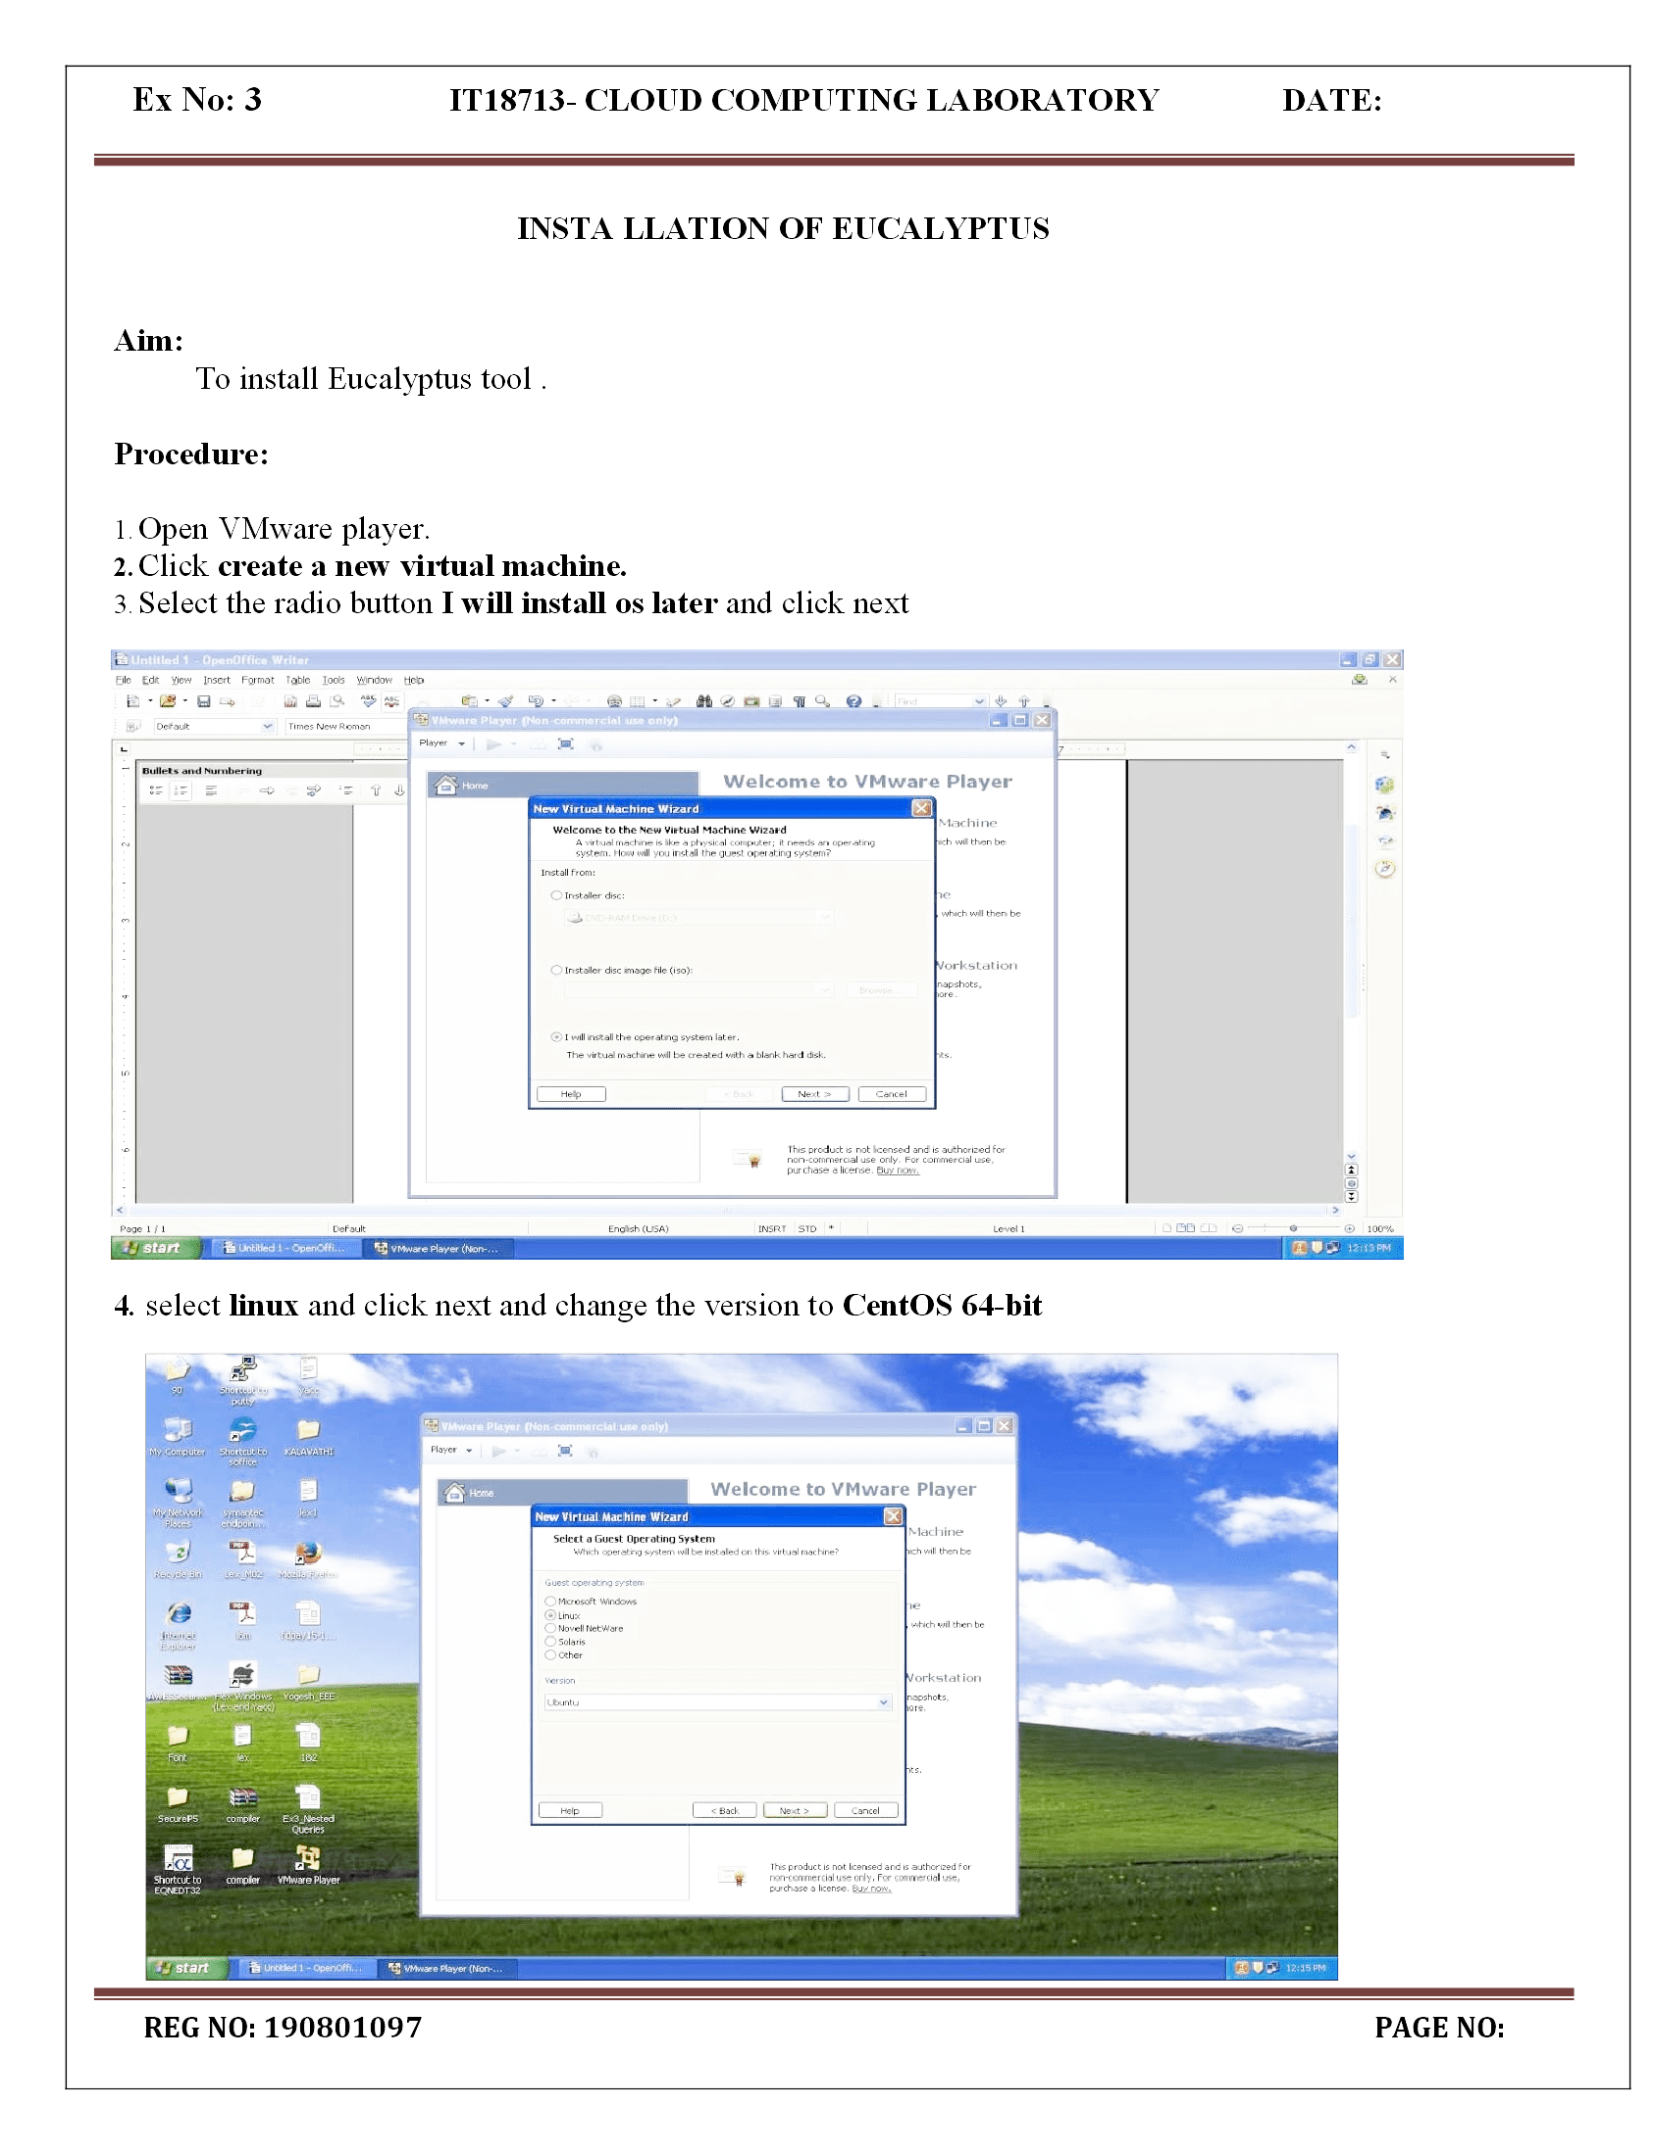 Ex No: 3 IT18713- CLOUD COMPUTING LABORATORY DATE:
INSTA LLATION OF EUCALYPTUS
Aim:
To install Eucalyptus tool .
Procedure:
1. Open VMware player.
2. Click create a new virtual machine.
3. Select the radio button I will install os later and click next
Untitled 1 - OpenOffice Writer
File Edit View Insert Format Table Tools Window Help
Find
Default Times New Roman
VMware Player (Non-commercial use only)
Player
Bullets and Numbering
Home
Welcome to VMware Player
New Virtual Machine Wizard
Machine
Welcome to the New Virtual Machine Wizard
A virtual machine is like a physical computer; it needs an operating
system. How will you install the guest operating system?
ich will then be
Install from:
Installer disc:
DVD-RAM Drive (D:)
ne
, which will then be
Installer disc image file (iso):
Browse...
Workstation
napshots,
ore.
I will install the operating system later.
The virtual machine will be created with a blank hard disk.
nts.
Help < Back Next > Cancel
This product is not licensed and is authorized for
non-commercial use only. For commercial use,
purchase a license. Buy now.
Page 1 / 1 Default English (USA) INSRT STD * Level 1 100%
start Untitled 1 - OpenOffi... VMware Player (Non-... 12:13 PM
4. select linux and click next and change the version to CentOS 64-bit
90 Shortcut to putty yacc
My Computer Shortcut to soffice KALAVATHI
My Network Places symantec endpoin... lex1
Recycle Bin Mozilla Firefox
Internet Explorer
Flex Windows (Lex and Yacc) Yogesh_EEE
Font lex 1&2
SecurePS compiler Ex3_Nested Queries
Shortcut to EQNEDT32 compiler VMware Player
VMware Player (Non-commercial use only)
Player
Home
Welcome to VMware Player
New Virtual Machine Wizard
Machine
Select a Guest Operating System
Which operating system will be installed on this virtual machine?
ich will then be
Guest operating system
Microsoft Windows
Linux
Novell NetWare
Solaris
Other
ne
, which will then be
Version
Ubuntu
Workstation
napshots,
ore.
nts.
Help < Back Next > Cancel
This product is not licensed and is authorized for
non-commercial use only. For commercial use,
purchase a license. Buy now.
start Untitled 1 - OpenOffi... VMware Player (Non-... 12:15 PM
REG NO: 190801097 PAGE NO: